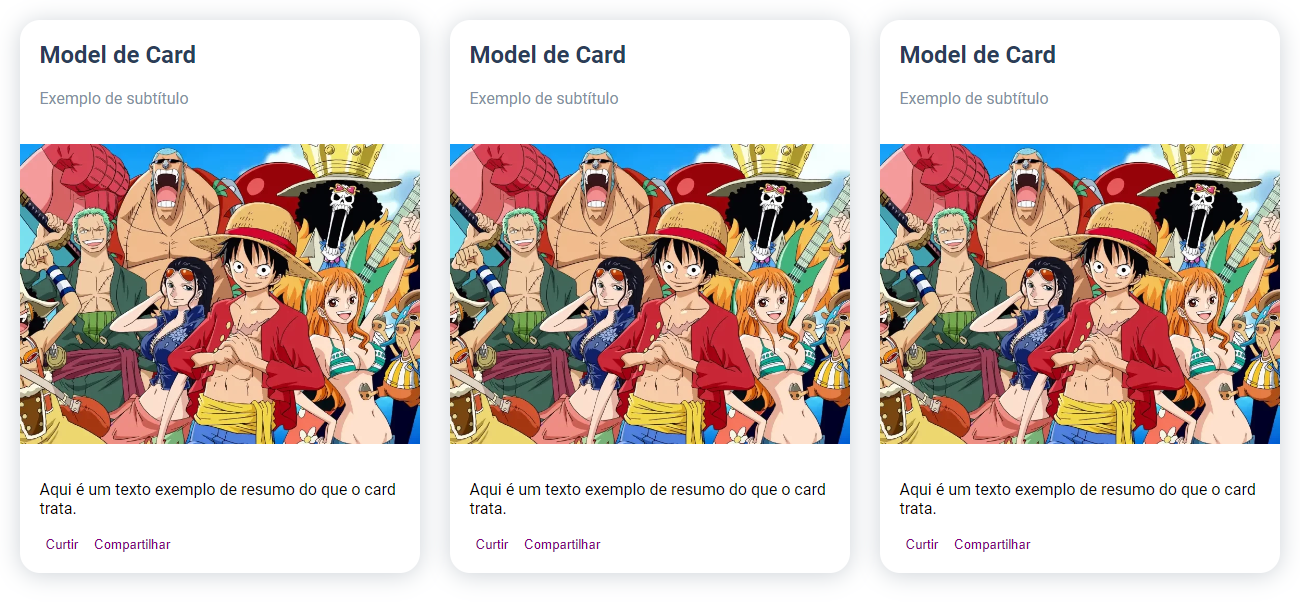 Model de Card
Exemplo de subtítulo
Aqui é um texto exemplo de resumo do que o card
trata.
Curtir Compartilhar
Model de Card
Exemplo de subtítulo
Aqui é um texto exemplo de resumo do que o card
trata.
Curtir Compartilhar
Model de Card
Exemplo de subtítulo
Aqui é um texto exemplo de resumo do que o card
trata.
Curtir Compartilhar